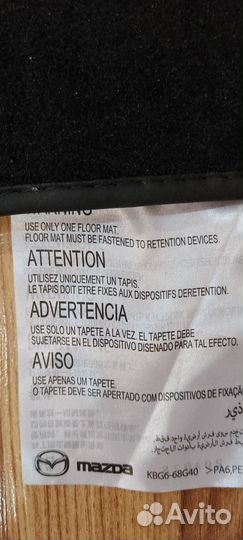 WARNING
USE ONLY ONE FLOOR MAT.
FLOOR MAT MUST BE FASTENED TO RETENTION DEVICES.
ATTENTION
UTILISEZ UNIQUEMENT UN TAPIS.
LE TAPIS DOIT ETRE FIXES AUX DISPOSITIFS DERETENTION.
ADVERTENCIA
USE SOLO UN TAPETE A LA VEZ. EL TAPETE DEBE
SUJETARSE EN EL DISPOSITIVO DISENADO PARA TAL EFECTO.
AVISO
USE APENAS UM TAPETE.
O TAPETE DEVE SER APERTADO COM DISPOSITIVOS DE FIXAÇÃ
mazda
KBG6-68G40
PA6,PE
Avito